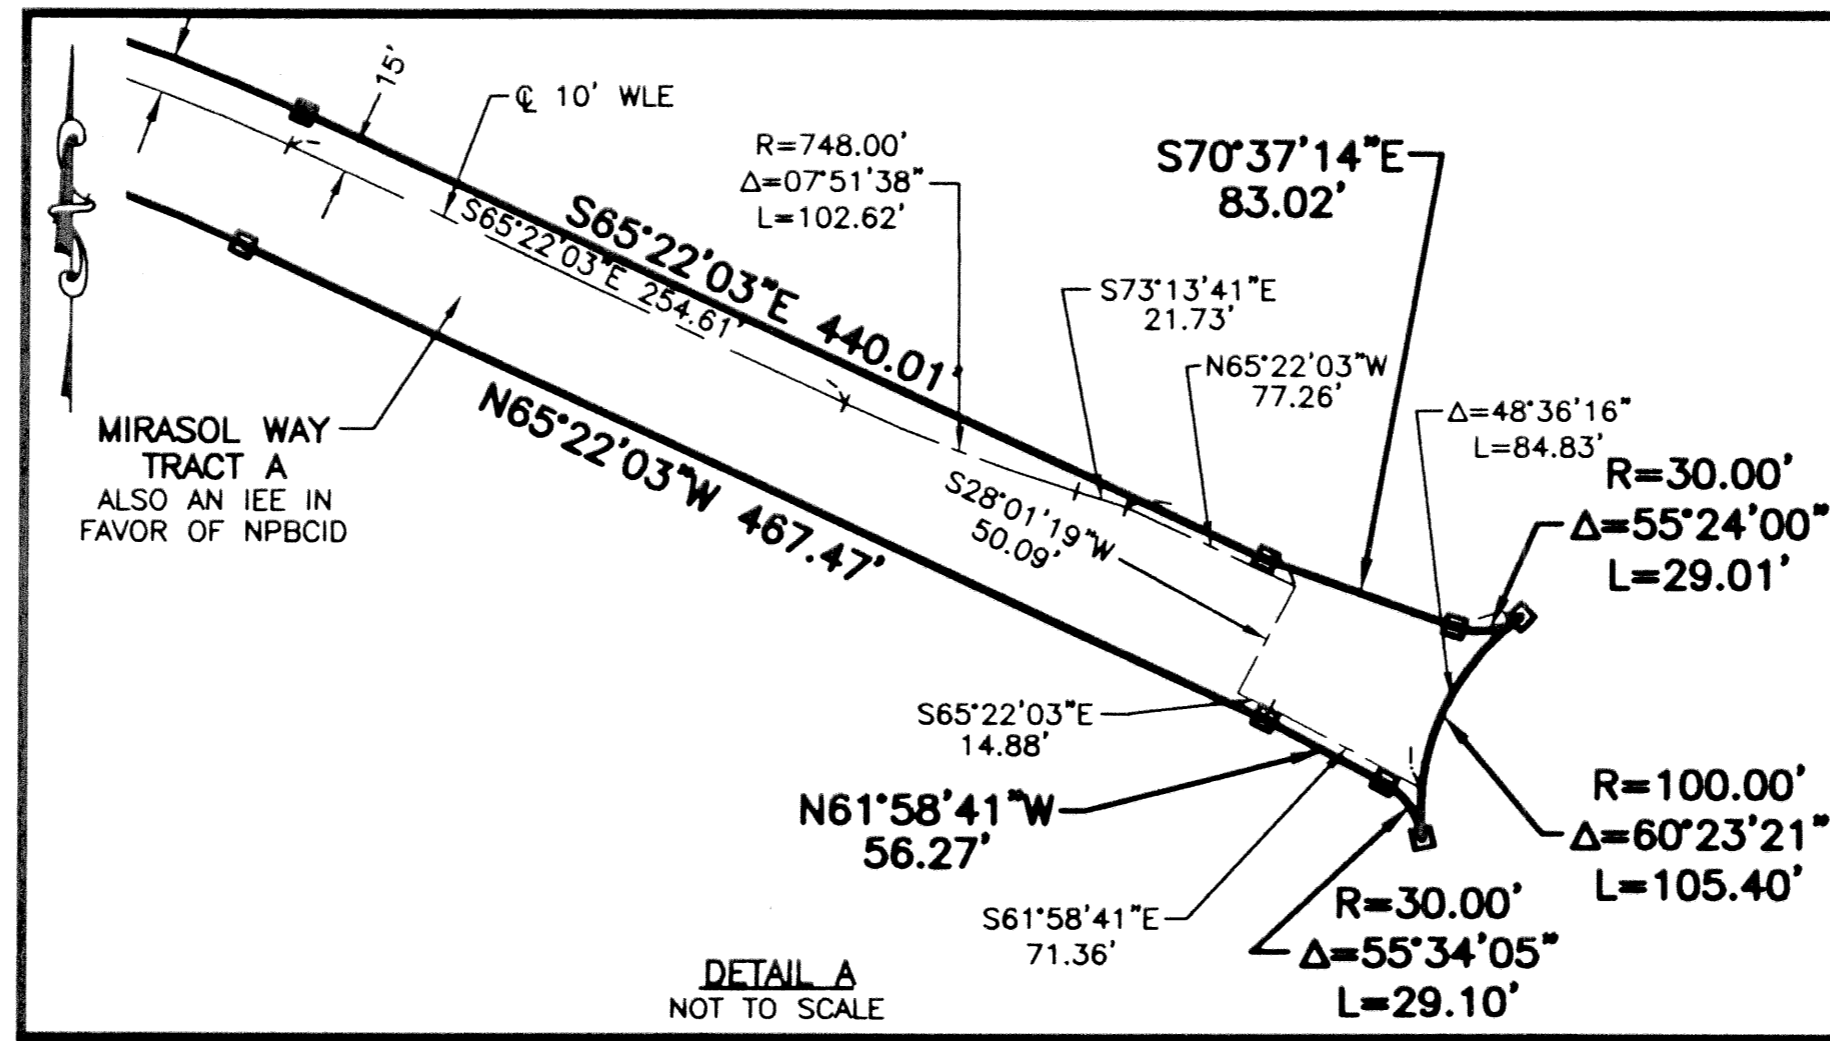 15'
℄ 10' WLE
R=748.00'
Δ=07°51'38"
L=102.62'
S70°37'14"E
83.02'
S65°22'03"E 440.01'
S65°22'03"E 254.61'
S73°13'41"E
21.73'
N65°22'03"W
77.26'
Δ=48°36'16"
L=84.83'
R=30.00'
Δ=55°24'00"
L=29.01'
MIRASOL WAY
TRACT A
ALSO AN IEE IN
FAVOR OF NPBCID
N65°22'03"W 467.47'
S28°01'19"W
50.09'
S65°22'03"E
14.88'
N61°58'41"W
56.27'
R=100.00'
Δ=60°23'21"
L=105.40'
S61°58'41"E
71.36'
R=30.00'
Δ=55°34'05"
L=29.10'
DETAIL A
NOT TO SCALE